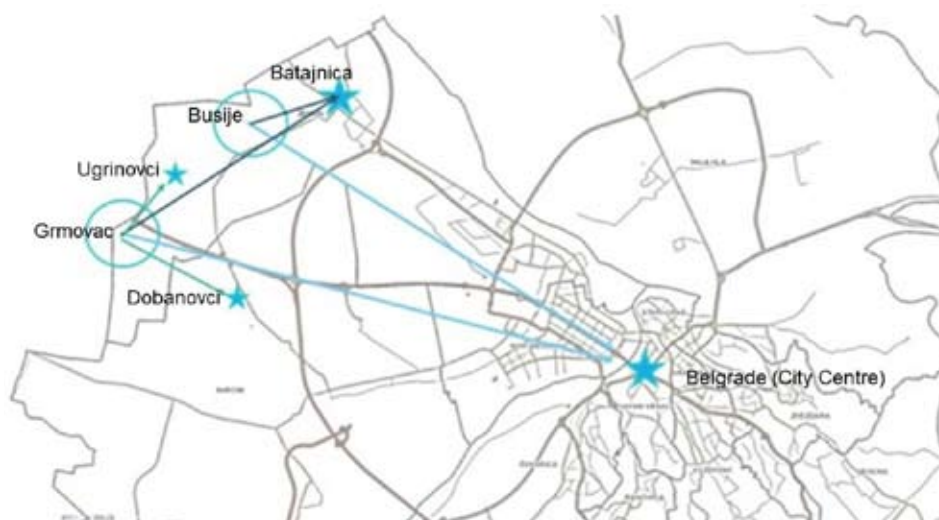 Batajnica
Busije
Ugrinovci
Grmovac
Dobanovci
Belgrade (City Centre)